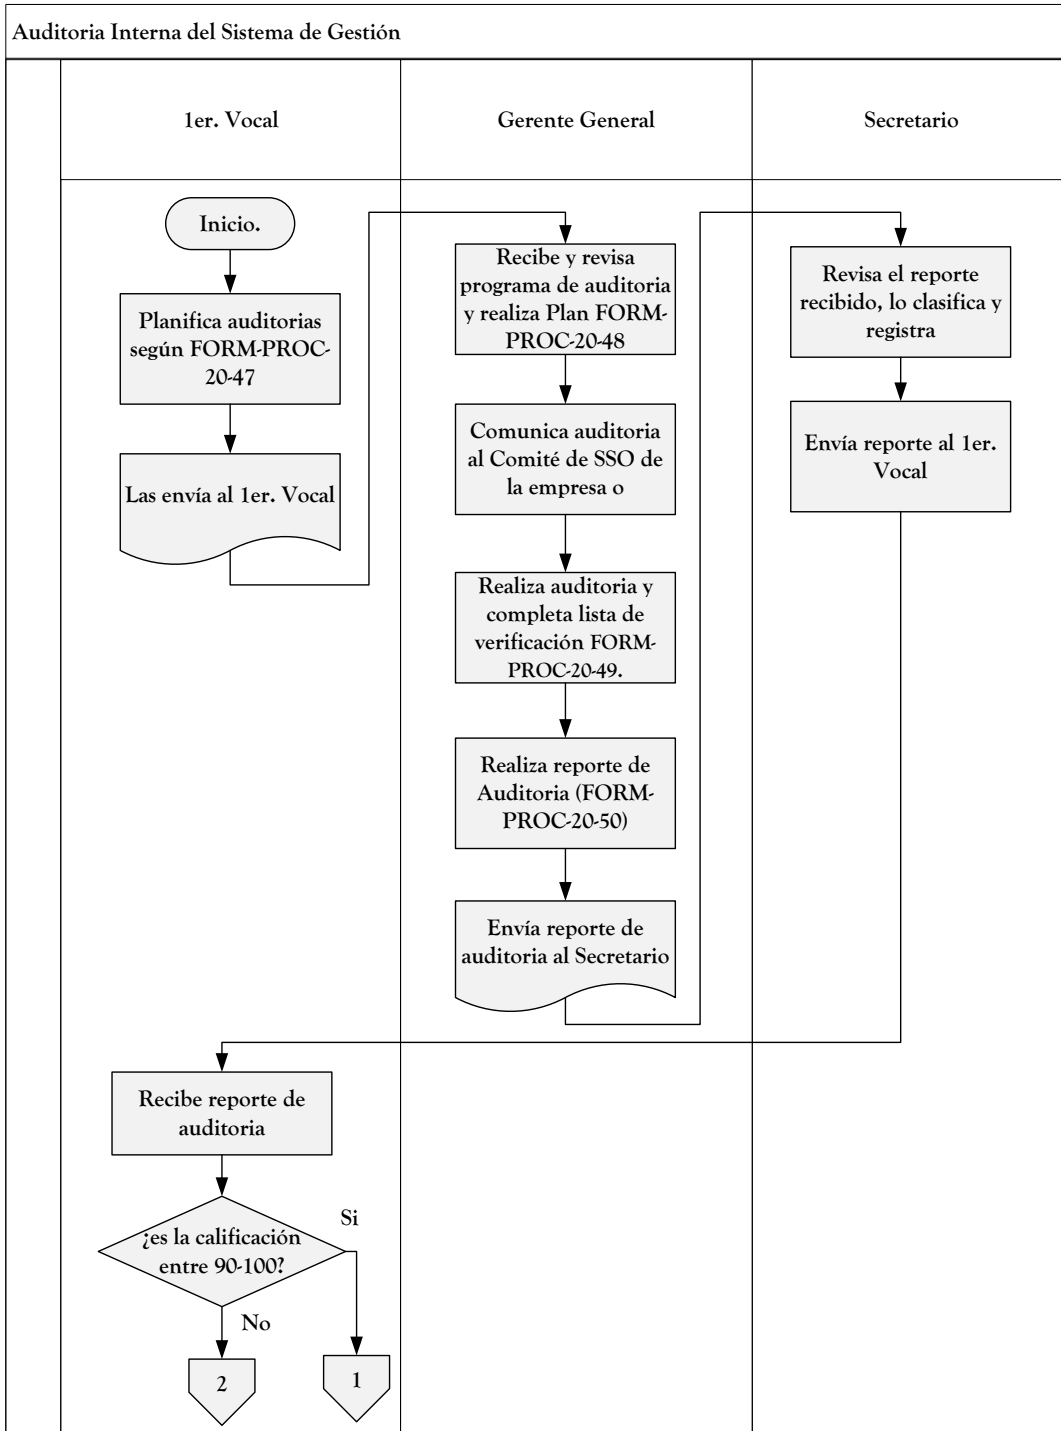 Auditoria Interna del Sistema de Gestión
1er. Vocal
Gerente General
Secretario
Inicio.
Planifica auditorias
según FORM-PROC-
20-47
Las envía al 1er. Vocal
Recibe y revisa
programa de auditoria
y realiza Plan FORM-
PROC-20-48
Comunica auditoria
al Comité de SSO de
la empresa o
Realiza auditoria y
completa lista de
verificación FORM-
PROC-20-49.
Realiza reporte de
Auditoria (FORM-
PROC-20-50)
Envía reporte de
auditoria al Secretario
Revisa el reporte
recibido, lo clasifica y
registra
Envía reporte al 1er.
Vocal
Recibe reporte de
auditoria
¿es la calificación
entre 90-100?
Si
No
2
1